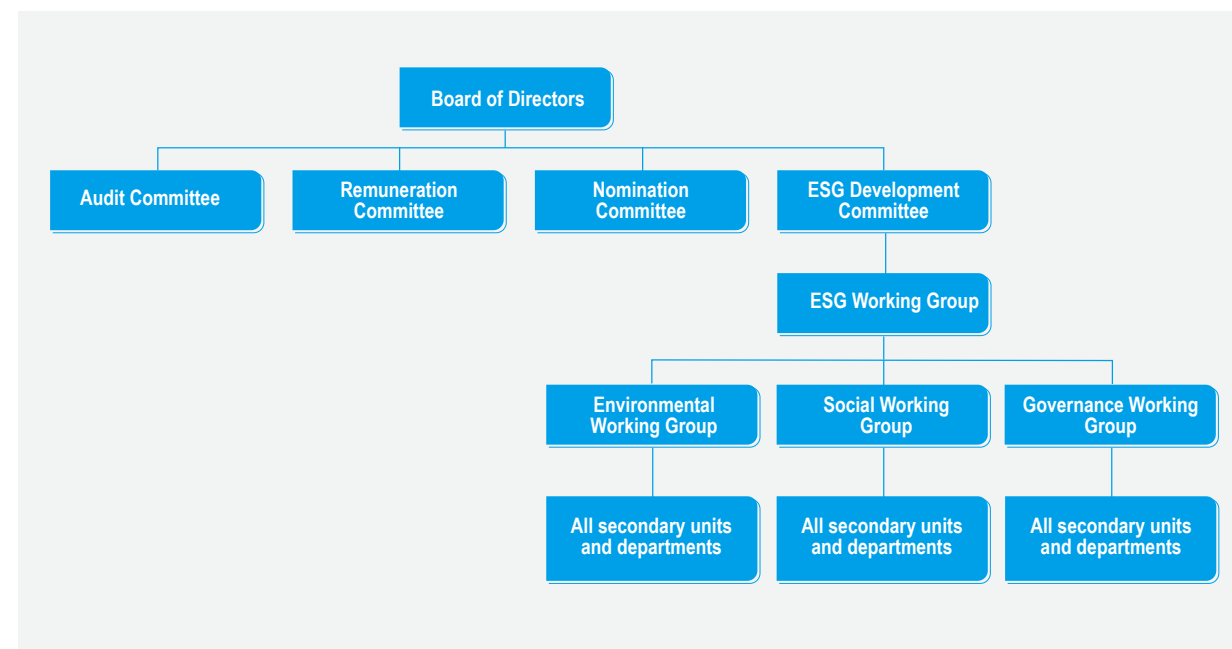 Board of Directors
Audit Committee
Remuneration
Committee
Nomination
Committee
ESG Development
Committee
ESG Working Group
Environmental
Working Group
Social Working
Group
Governance Working
Group
All secondary units
and departments
All secondary units
and departments
All secondary units
and departments